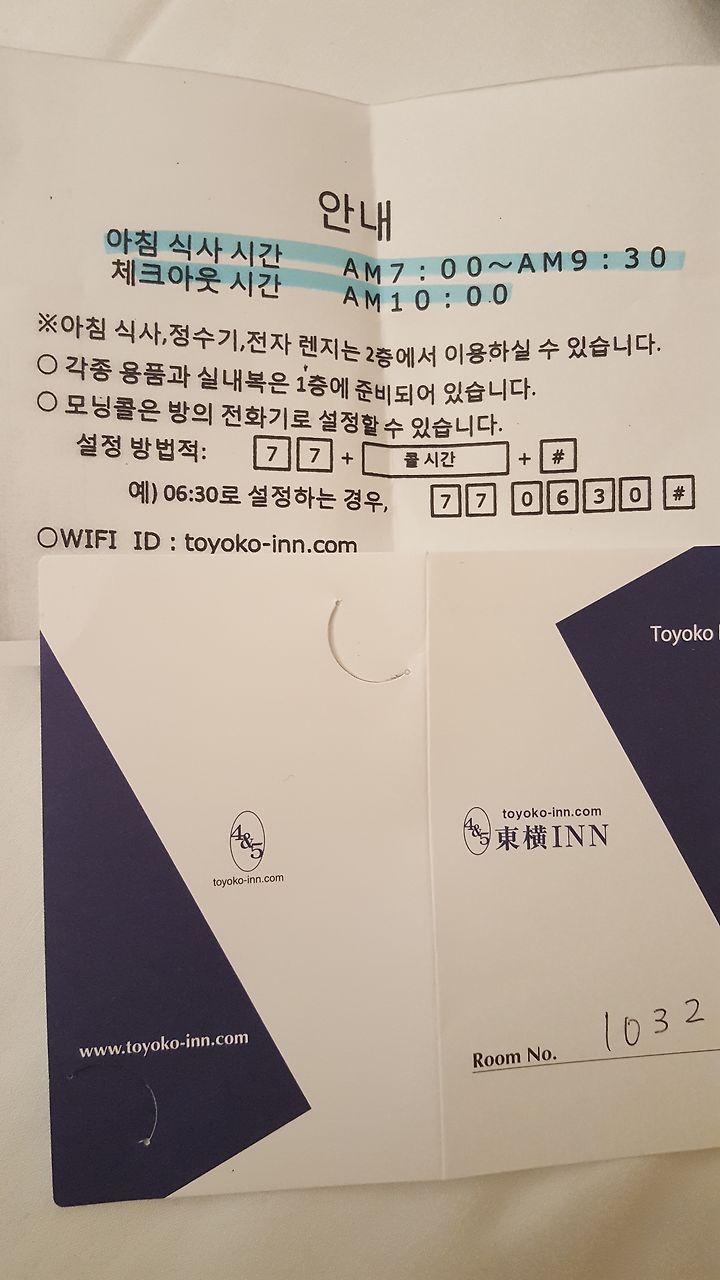 안내
아침 식사 시간 AM7:00～AM9:30
체크아웃 시간 AM10:00
※아침 식사,정수기,전자 렌지는 2층에서 이용하실 수 있습니다.
○ 각종 용품과 실내복은 1층에 준비되어 있습니다.
○ 모닝콜은 방의 전화기로 설정할 수 있습니다.
설정 방법적: 7 7 + 콜 시간 + #
예) 06:30로 설정하는 경우, 7 7 0 6 3 0 #
○WIFI ID : toyoko-inn.com
Toyoko
4&5
toyoko-inn.com
www.toyoko-inn.com
toyoko-inn.com
4&5 東横INN
Room No. 1032